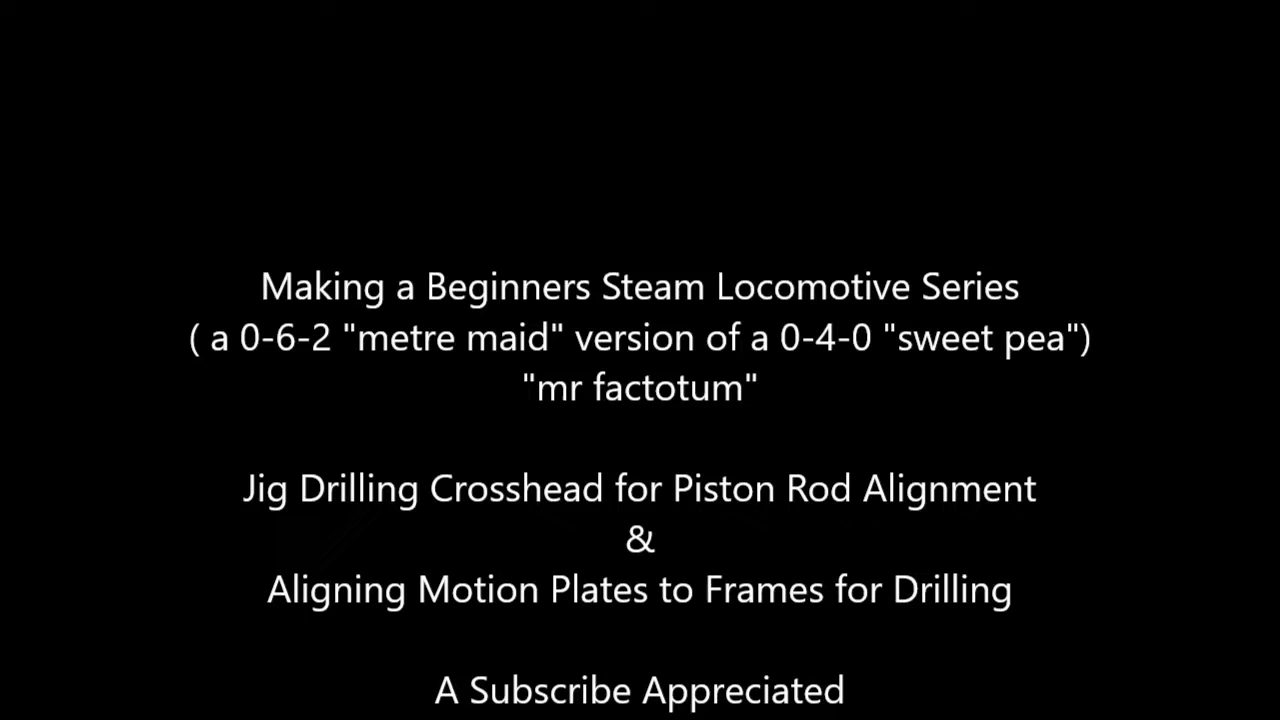 Making a Beginners Steam Locomotive Series
( a 0-6-2 "metre maid" version of a 0-4-0 "sweet pea")
"mr factotum"
Jig Drilling Crosshead for Piston Rod Alignment
&
Aligning Motion Plates to Frames for Drilling
A Subscribe Appreciated